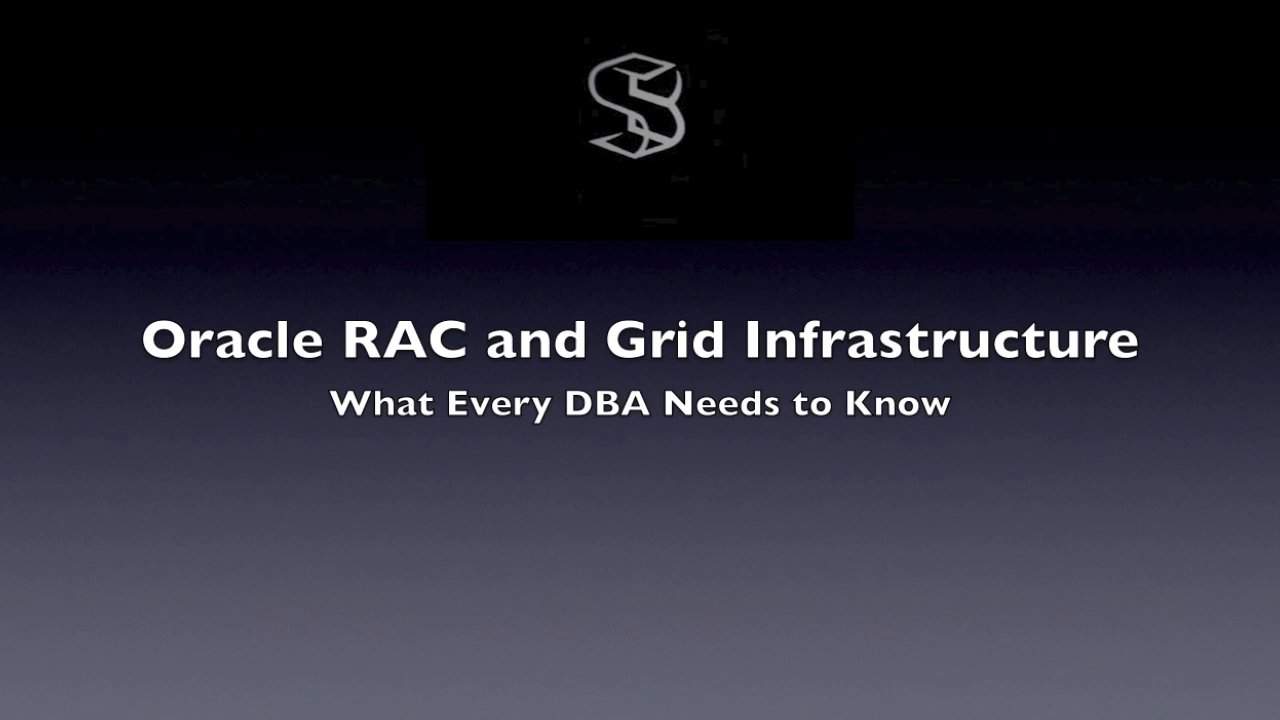 Oracle RAC and Grid Infrastructure
What Every DBA Needs to Know